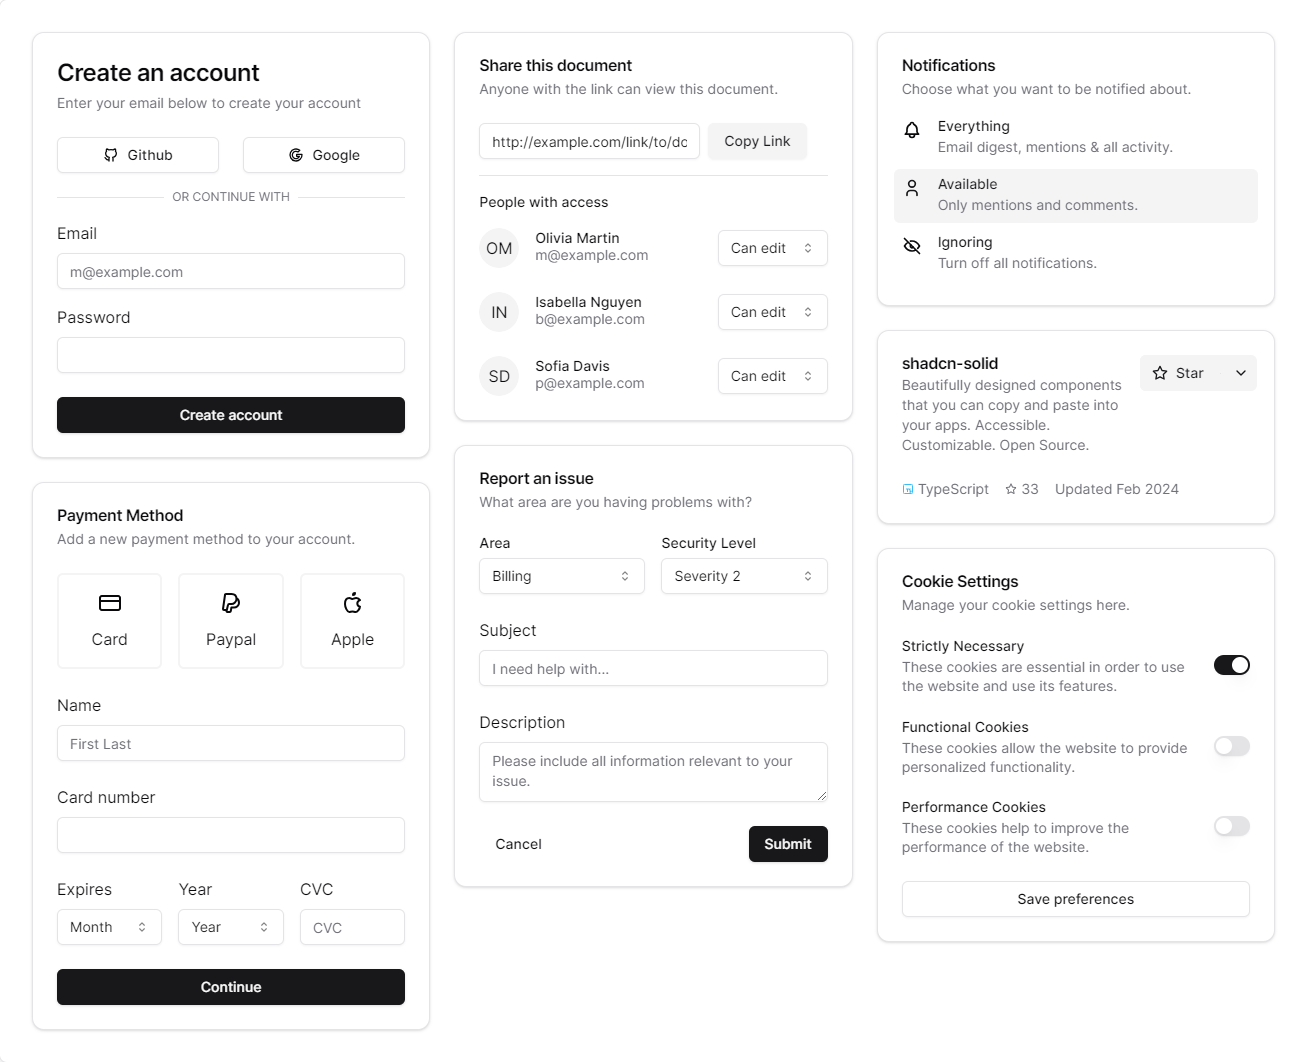 Create an account
Enter your email below to create your account
Github
Google
OR CONTINUE WITH
Email
m@example.com
Password
Create account
Payment Method
Add a new payment method to your account.
Card
Paypal
Apple
Name
First Last
Card number
Expires
Year
CVC
Month
Year
CVC
Continue
Share this document
Anyone with the link can view this document.
http://example.com/link/to/do
Copy Link
People with access
OM
Olivia Martin
m@example.com
Can edit
IN
Isabella Nguyen
b@example.com
Can edit
SD
Sofia Davis
p@example.com
Can edit
Report an issue
What area are you having problems with?
Area
Security Level
Billing
Severity 2
Subject
I need help with...
Description
Please include all information relevant to your
issue.
Cancel
Submit
Notifications
Choose what you want to be notified about.
Everything
Email digest, mentions & all activity.
Available
Only mentions and comments.
Ignoring
Turn off all notifications.
shadcn-solid
Beautifully designed components
that you can copy and paste into
your apps. Accessible.
Customizable. Open Source.
Star
TypeScript
33
Updated Feb 2024
Cookie Settings
Manage your cookie settings here.
Strictly Necessary
These cookies are essential in order to use
the website and use its features.
Functional Cookies
These cookies allow the website to provide
personalized functionality.
Performance Cookies
These cookies help to improve the
performance of the website.
Save preferences